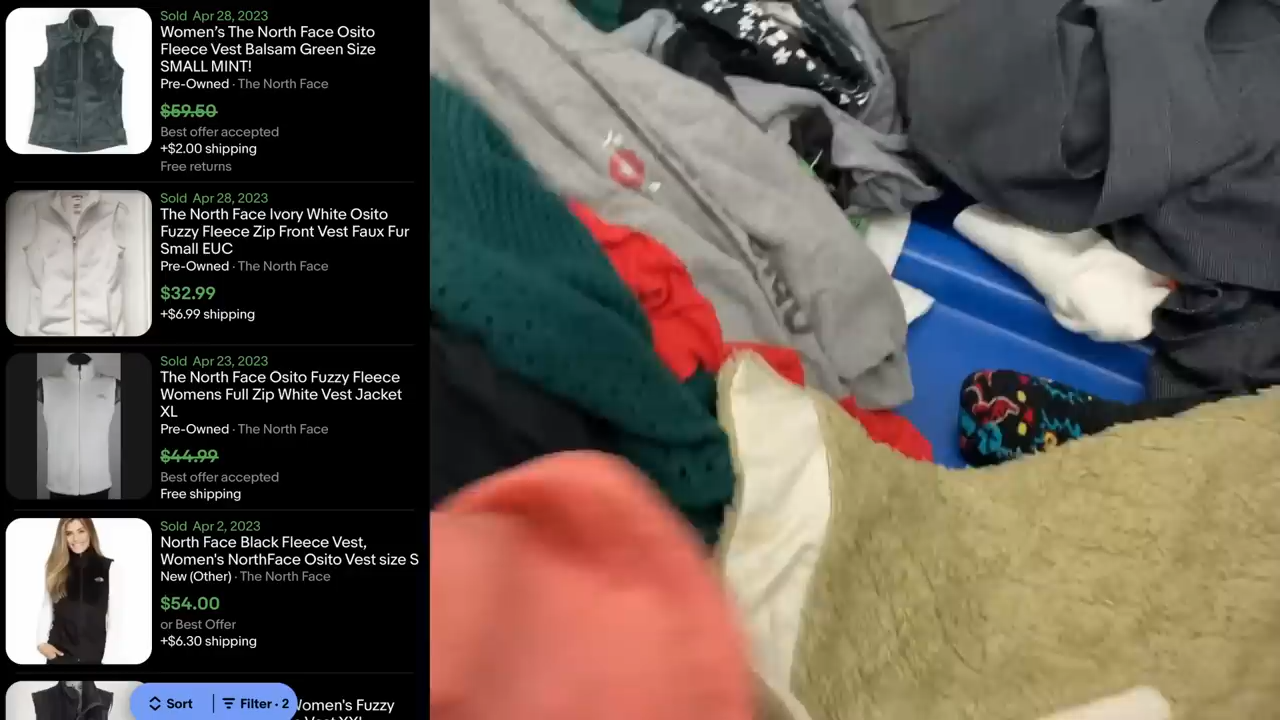 Sold Apr 28, 2023
Women's The North Face Osito
Fleece Vest Balsam Green Size
SMALL MINT!
Pre-Owned · The North Face
$59.50
Best offer accepted
+$2.00 shipping
Free returns
Sold Apr 28, 2023
The North Face Ivory White Osito
Fuzzy Fleece Zip Front Vest Faux Fur
Small EUC
Pre-Owned · The North Face
$32.99
+$6.99 shipping
Sold Apr 23, 2023
The North Face Osito Fuzzy Fleece
Womens Full Zip White Vest Jacket
XL
Pre-Owned · The North Face
$44.99
Best offer accepted
Free shipping
Sold Apr 2, 2023
North Face Black Fleece Vest,
Women's NorthFace Osito Vest size S
New (Other) · The North Face
$54.00
or Best Offer
+$6.30 shipping
Sort
Filter · 2
Women's Fuzzy